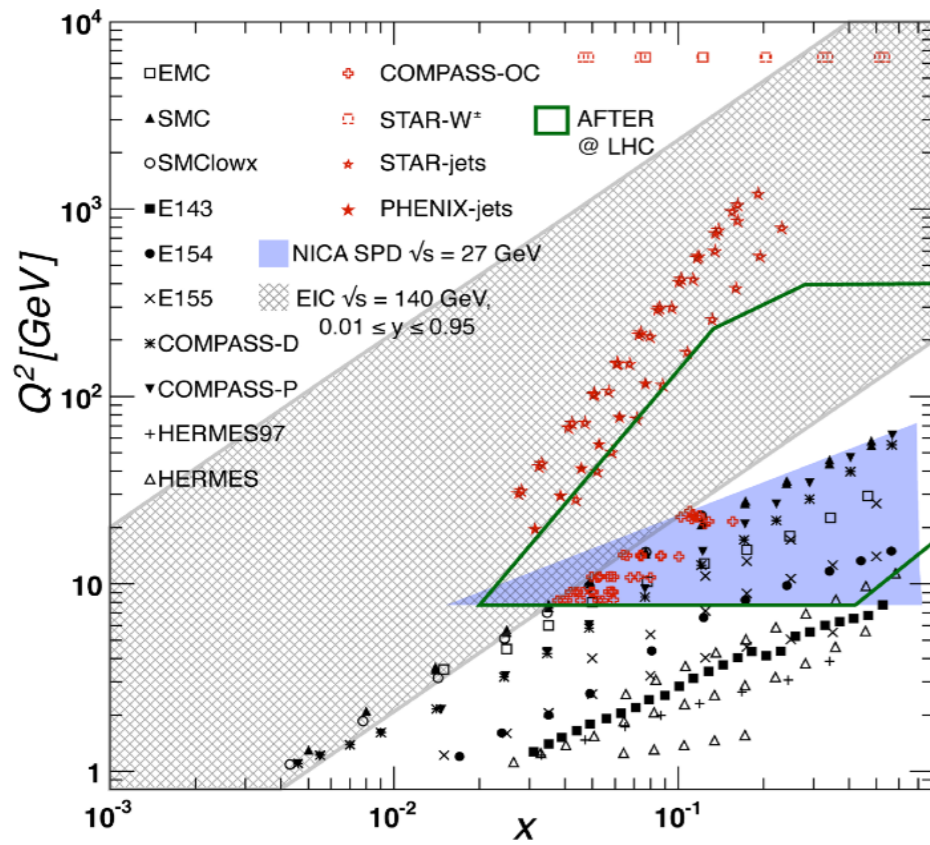 Q² [GeV]
10⁴
10³
10²
10
1
EMC
SMC
SMClowx
E143
E154
E155
COMPASS-D
COMPASS-P
HERMES97
HERMES
COMPASS-OC
STAR-W±
STAR-jets
PHENIX-jets
AFTER
@ LHC
NICA SPD √s = 27 GeV
EIC √s = 140 GeV,
0.01 ≤ y ≤ 0.95
10⁻³
10⁻²
10⁻¹
x